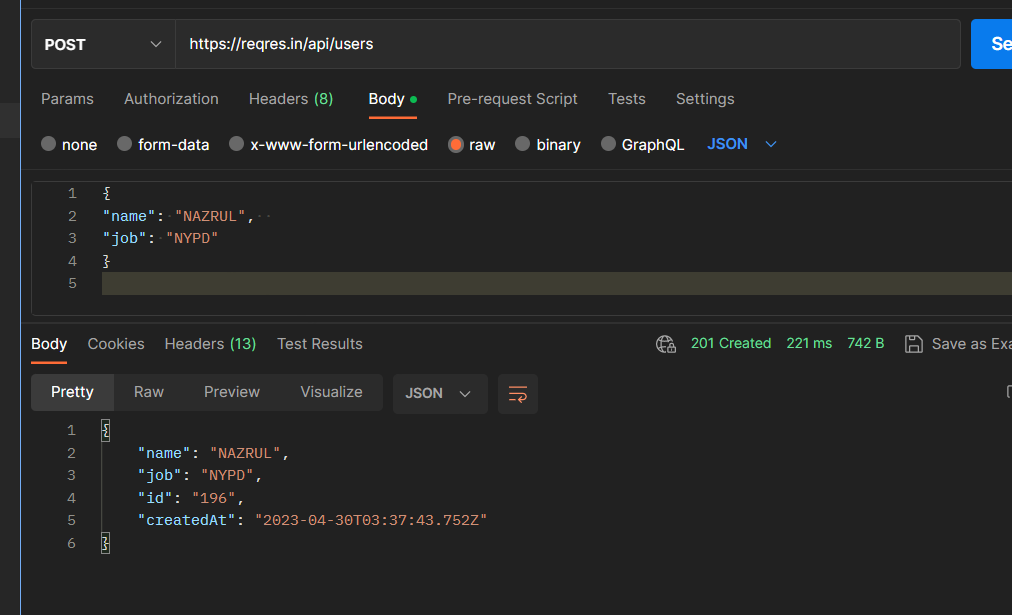 POST https://reqres.in/api/users Se
Params Authorization Headers (8) Body Pre-request Script Tests Settings
none form-data x-www-form-urlencoded raw binary GraphQL JSON
1 {
2 "name": "NAZRUL",
3 "job": "NYPD"
4 }
5
Body Cookies Headers (13) Test Results 201 Created 221 ms 742 B Save as Exa
Pretty Raw Preview Visualize JSON
1 {
2 "name": "NAZRUL",
3 "job": "NYPD",
4 "id": "196",
5 "createdAt": "2023-04-30T03:37:43.752Z"
6 }